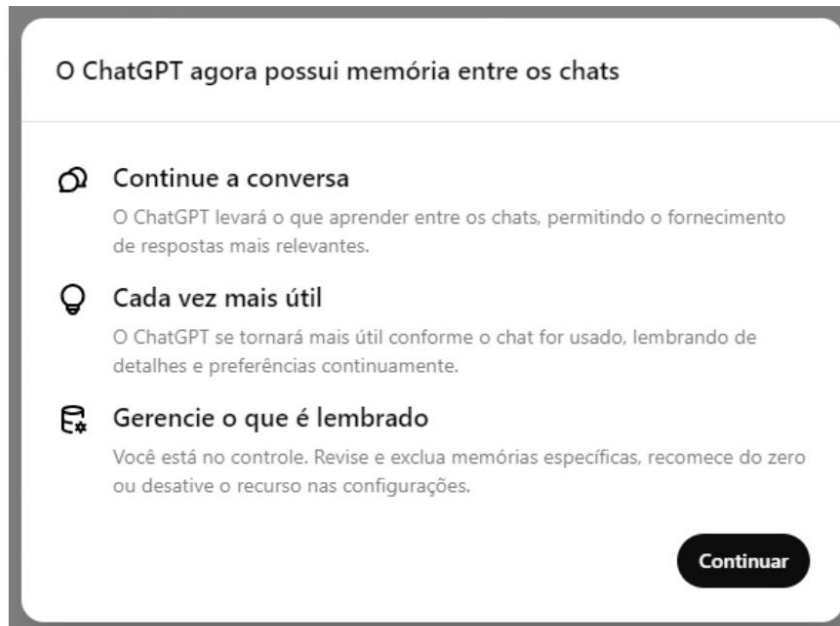 O ChatGPT agora possui memória entre os chats
Continue a conversa
O ChatGPT levará o que aprender entre os chats, permitindo o fornecimento
de respostas mais relevantes.
Cada vez mais útil
O ChatGPT se tornará mais útil conforme o chat for usado, lembrando de
detalhes e preferências continuamente.
Gerencie o que é lembrado
Você está no controle. Revise e exclua memórias específicas, recomece do zero
ou desative o recurso nas configurações.
Continuar